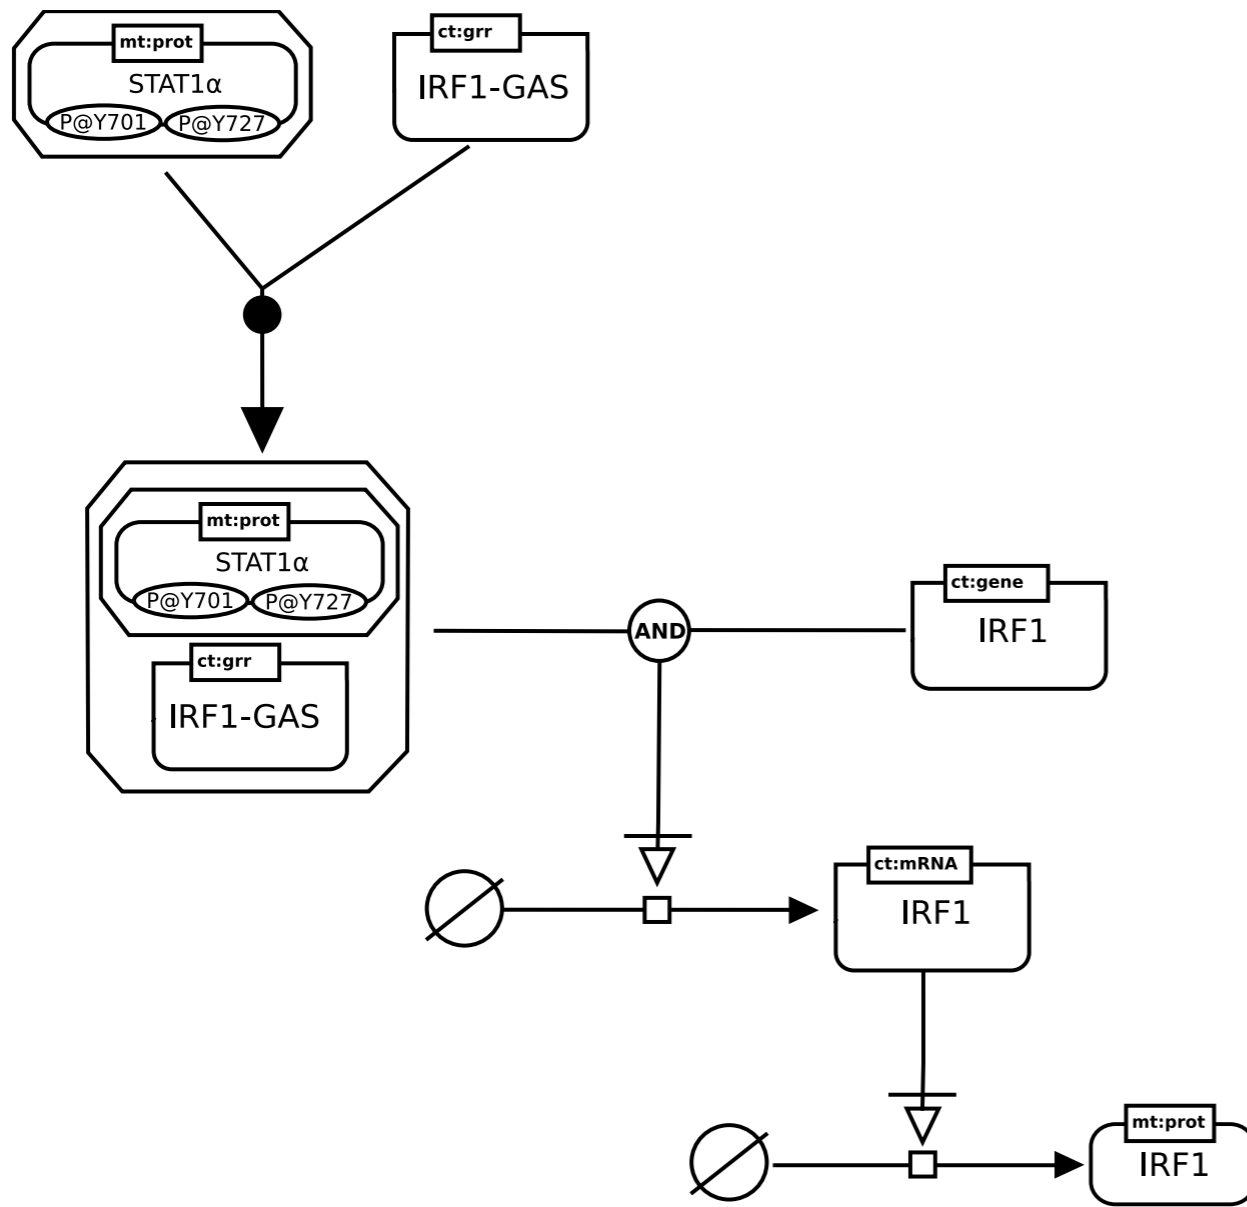 mt:prot
STAT1α
P@Y701 P@Y727
ct:grr
IRF1-GAS
mt:prot
STAT1α
P@Y701 P@Y727
ct:grr
IRF1-GAS
AND
ct:gene
IRF1
ct:mRNA
IRF1
mt:prot
IRF1